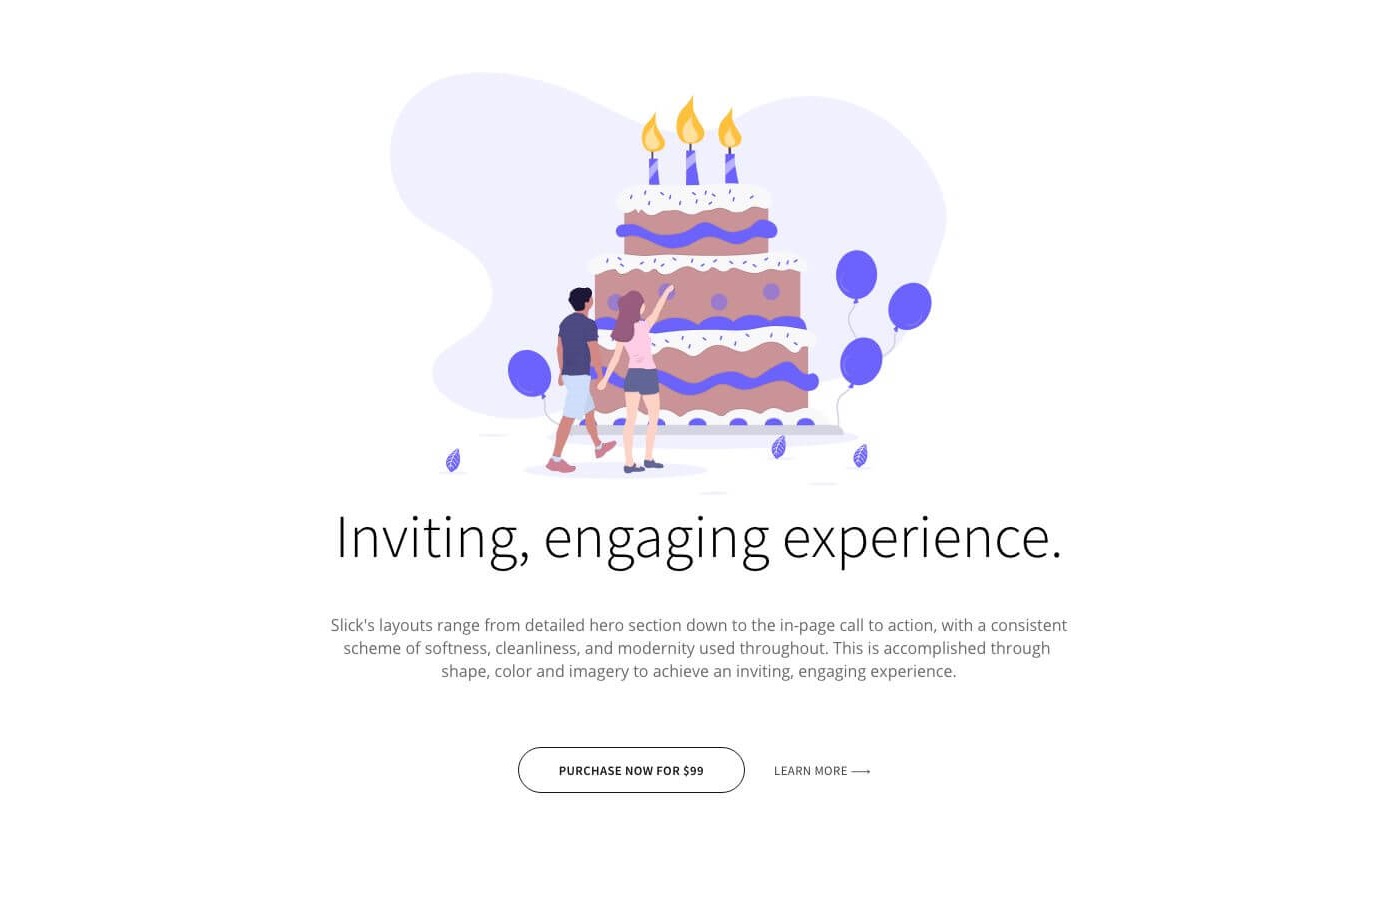 Inviting, engaging experience.
Slick's layouts range from detailed hero section down to the in-page call to action, with a consistent
scheme of softness, cleanliness, and modernity used throughout. This is accomplished through
shape, color and imagery to achieve an inviting, engaging experience.
PURCHASE NOW FOR $99
LEARN MORE ⟶